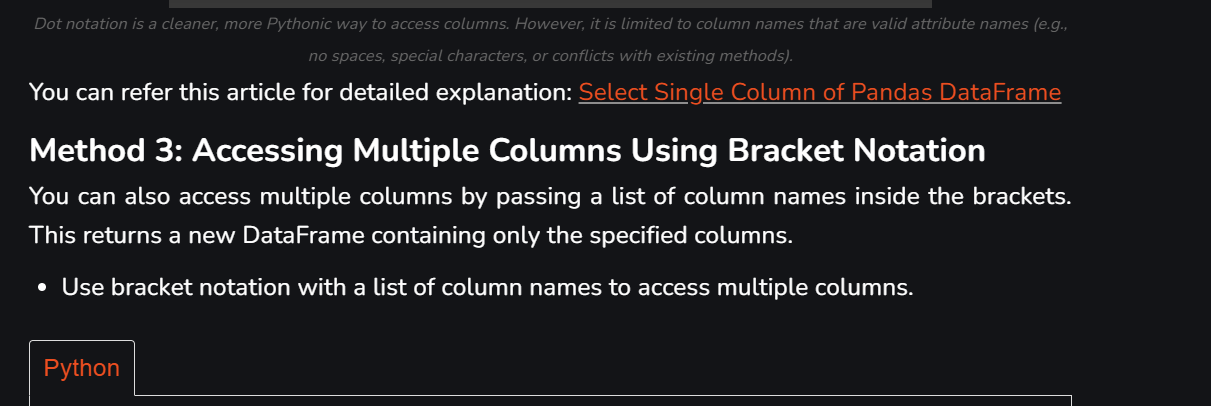 Dot notation is a cleaner, more Pythonic way to access columns. However, it is limited to column names that are valid attribute names (e.g.,
no spaces, special characters, or conflicts with existing methods).
You can refer this article for detailed explanation: Select Single Column of Pandas DataFrame
Method 3: Accessing Multiple Columns Using Bracket Notation
You can also access multiple columns by passing a list of column names inside the brackets.
This returns a new DataFrame containing only the specified columns.
• Use bracket notation with a list of column names to access multiple columns.
Python